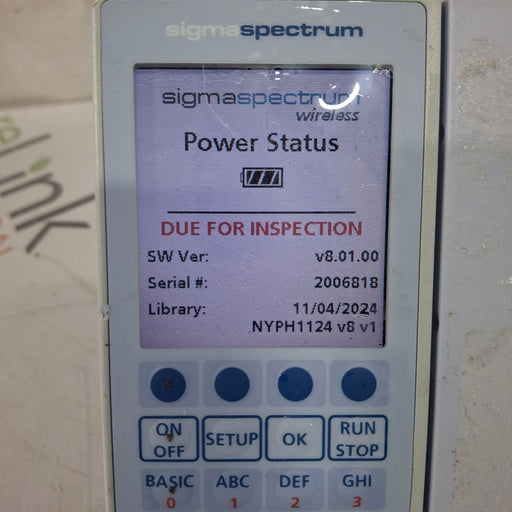 sigmaspectrum
sigmaspectrum
wireless
Power Status
DUE FOR INSPECTION
SW Ver: v8.01.00
Serial #: 2006818
Library: 11/04/2024
NYPH1124 v8 v1
ON OFF
SETUP
OK
RUN STOP
BASIC 0
ABC 1
DEF 2
GHI 3
Link